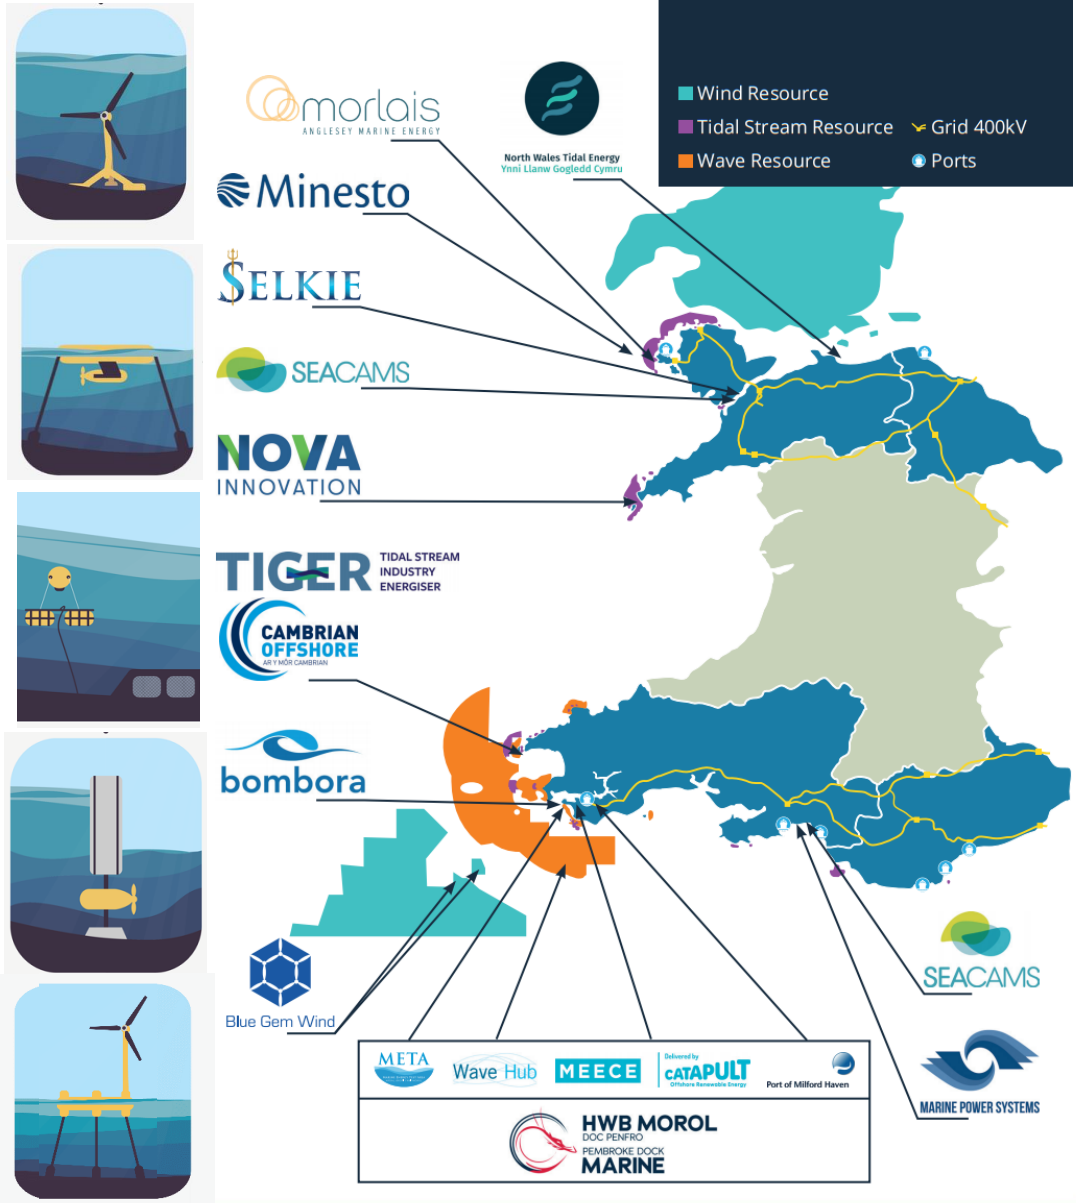 Wind Resource
Tidal Stream Resource
Grid 400kV
Wave Resource
Ports
morlais
ANGLESEY MARINE ENERGY
North Wales Tidal Energy
Ynni Llanw Gogledd Cymru
Minesto
SELKIE
SEACAMS
NOVA
INNOVATION
TIGER
TIDAL STREAM
INDUSTRY
ENERGISER
CAMBRIAN
OFFSHORE
AR Y MÔR CAMBRIAN
bombora
Blue Gem Wind
SEACAMS
MARINE POWER SYSTEMS
META
Wave Hub
MEECE
Delivered by
CATAPULT
Offshore Renewable Energy
Port of Milford Haven
HWB MOROL
DOC PENFRO
PEMBROKE DOCK
MARINE